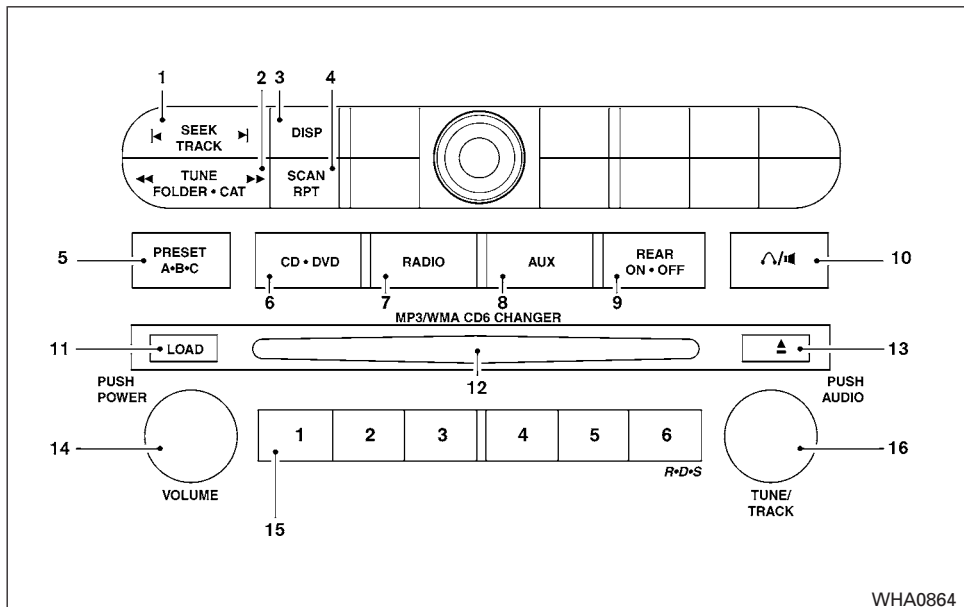 1 2 3 4
SEEK
TRACK
DISP
TUNE
FOLDER • CAT
SCAN
RPT
5
PRESET
A•B•C
CD • DVD
RADIO
AUX
REAR
ON • OFF
10
6 7 8 9
MP3/WMA CD6 CHANGER
11
LOAD
13
12
PUSH
POWER
PUSH
AUDIO
14
1 2 3 4 5 6
16
R•D•S
VOLUME
TUNE/
TRACK
15
WHA0864